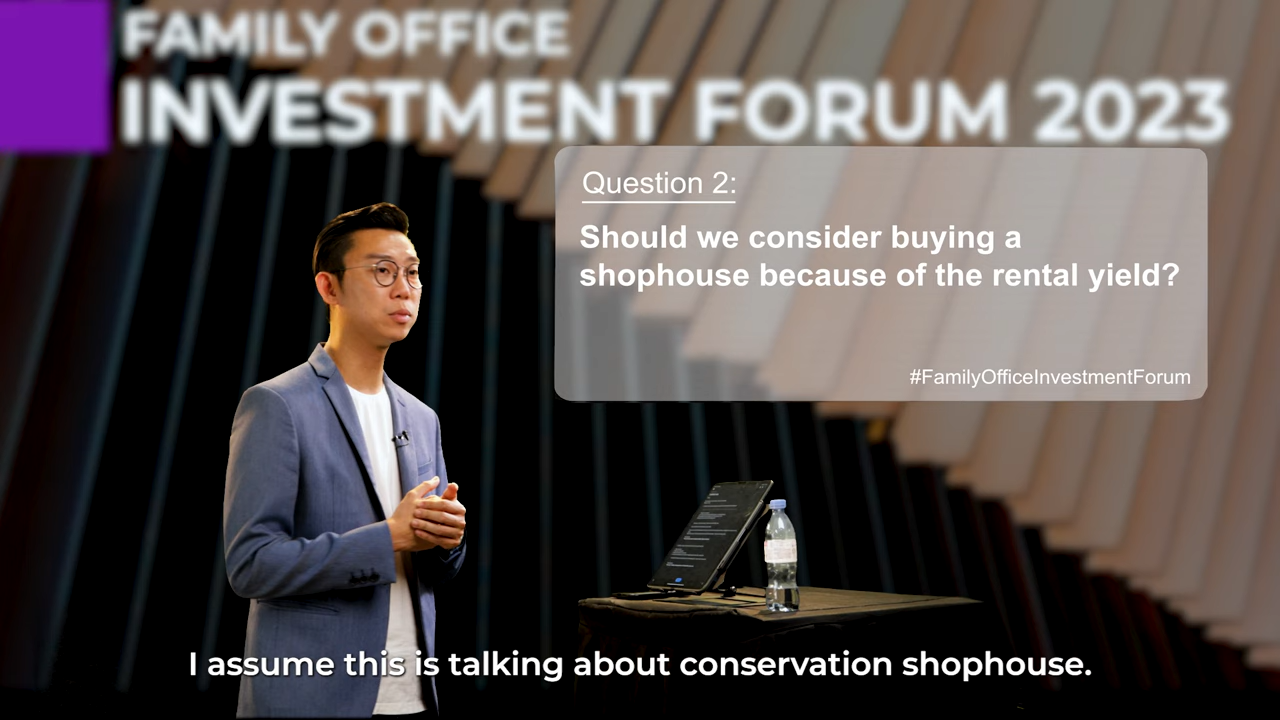 FAMILY OFFICE
INVESTMENT FORUM 2023
Question 2:
Should we consider buying a
shophouse because of the rental yield?
#FamilyOfficeInvestmentForum
I assume this is talking about conservation shophouse.